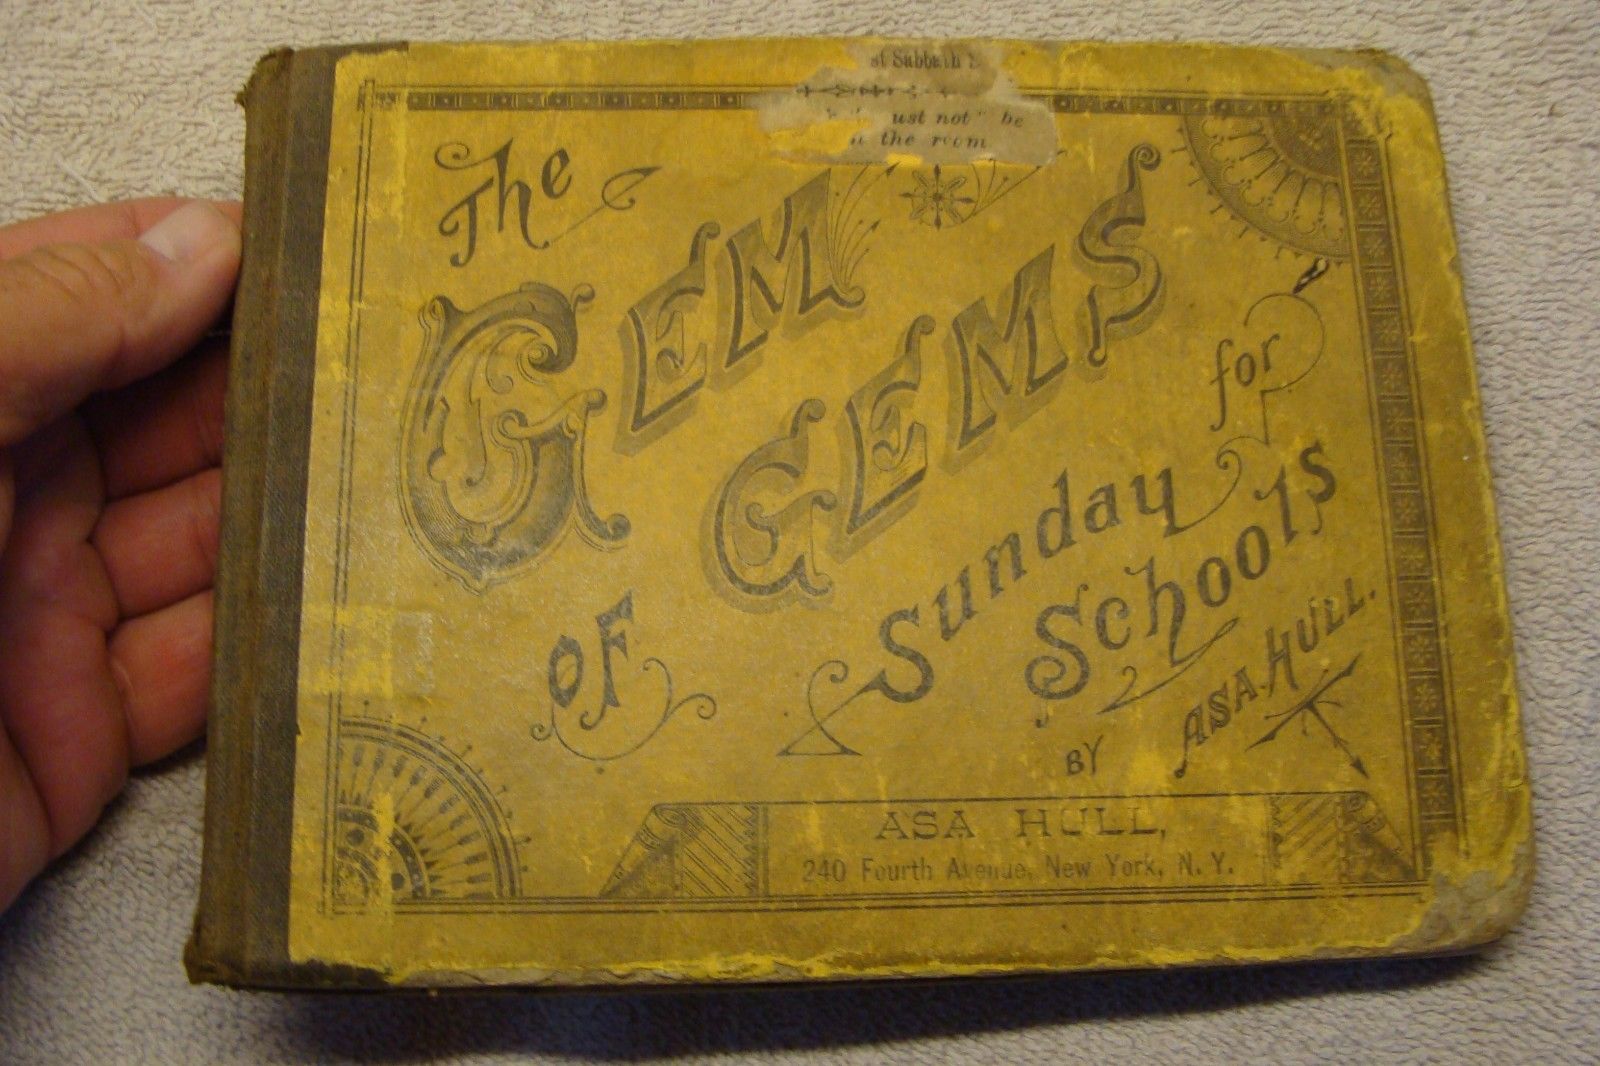 st Sabbath
ust not" be
the room
The
GEM
OF GEMS
for
Sunday
Schools
BY ASA HULL.
ASA HULL,
240 Fourth Avenue, New York, N. Y.